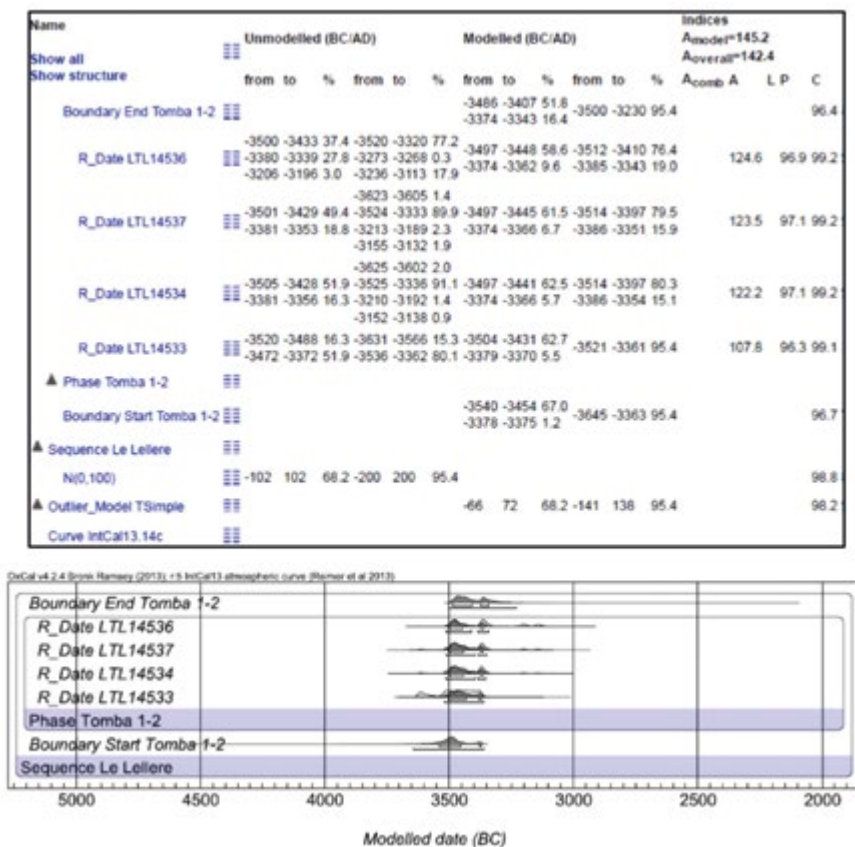 Name Unmodelled (BC/AD) Modelled (BC/AD) Indices
Amodel=145.2
Aoverall=142.4
Show all
Show structure from to % from to % from to % from to % Acomb A L P C
Boundary End Tomba 1-2 -3486 -3407 51.8 -3500 -3230 95.4 96.4
-3374 -3343 16.4
R_Date LTL14536 -3500 -3433 37.4 -3520 -3320 77.2 -3497 -3448 58.6 -3512 -3410 76.4 124.6 96.9 99.2
-3380 -3339 27.8 -3273 -3268 0.3 -3374 -3362 9.6 -3385 -3343 19.0
-3206 -3196 3.0 -3236 -3113 17.9
-3623 -3605 1.4
R_Date LTL14537 -3501 -3429 49.4 -3524 -3333 89.9 -3497 -3445 61.5 -3514 -3397 79.5 123.5 97.1 99.2
-3381 -3353 18.8 -3213 -3189 2.3 -3374 -3366 6.7 -3386 -3351 15.9
-3155 -3132 1.9
-3625 -3602 2.0
R_Date LTL14534 -3505 -3428 51.9 -3525 -3336 91.1 -3497 -3441 62.5 -3514 -3397 80.3 122.2 97.1 99.2
-3381 -3356 16.3 -3210 -3192 1.4 -3374 -3366 5.7 -3386 -3354 15.1
-3152 -3138 0.9
R_Date LTL14533 -3520 -3488 16.3 -3631 -3566 15.3 -3504 -3431 62.7 -3521 -3361 95.4 107.8 96.3 99.1
-3472 -3372 51.9 -3536 -3362 80.1 -3379 -3370 5.5
Phase Tomba 1-2
Boundary Start Tomba 1-2 -3540 -3454 67.0 -3645 -3363 95.4 96.7
-3378 -3375 1.2
Sequence Le Lellere
N(0,100) -102 102 68.2 -200 200 95.4 98.8
Outlier_Model TSimple -66 72 68.2 -141 138 95.4 98.2
Curve IntCal13.14c
OxCal v4.2.4 Bronk Ramsey (2013); r:5 IntCal13 atmospheric curve (Reimer et al 2013)
Boundary End Tomba 1-2
R_Date LTL14536
R_Date LTL14537
R_Date LTL14534
R_Date LTL14533
Phase Tomba 1-2
Boundary Start Tomba 1-2
Sequence Le Lellere
5000 4500 4000 3500 3000 2500 2000
Modelled date (BC)